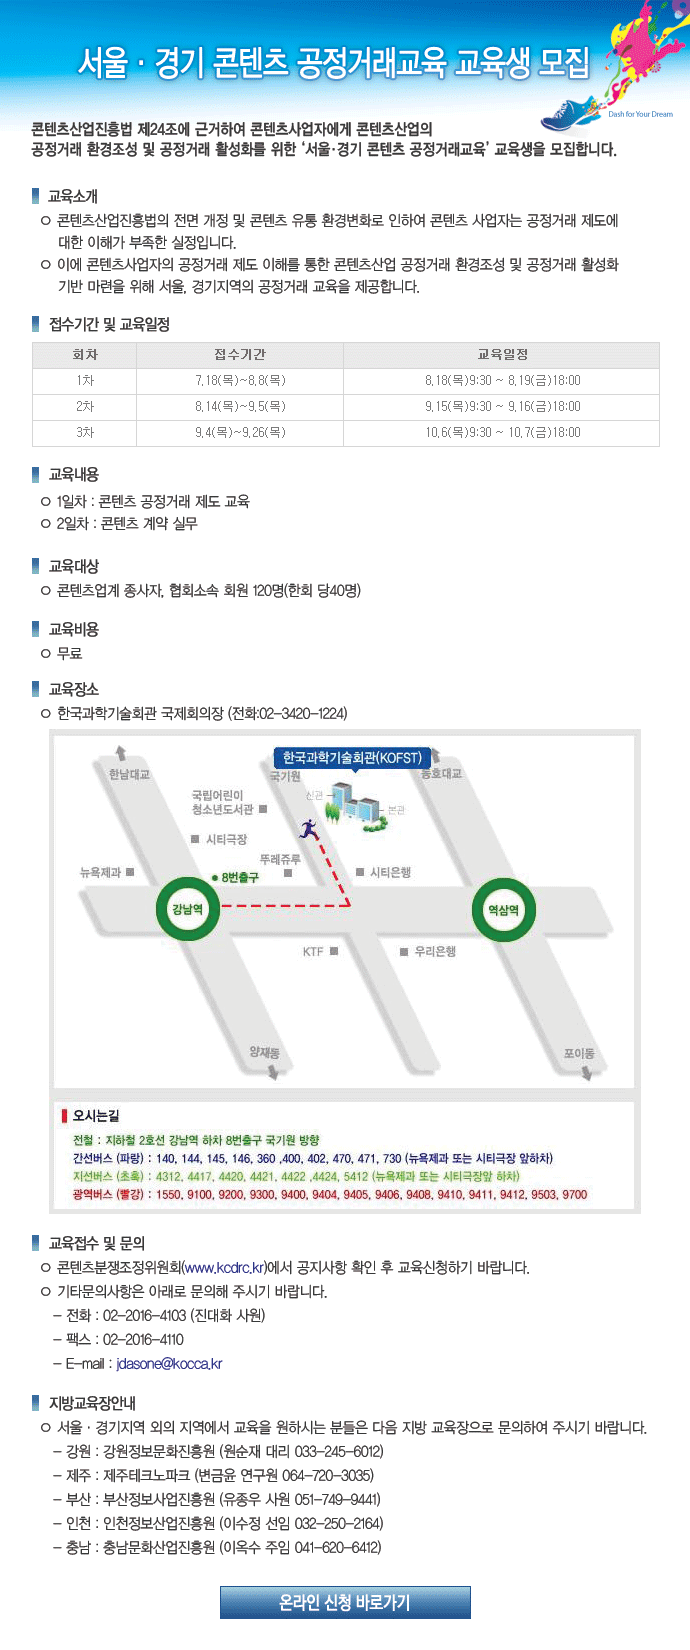 서울 · 경기 콘텐츠 공정거래교육 교육생 모집
Dash for Your Dream
콘텐츠산업진흥법 제24조에 근거하여 콘텐츠사업자에게 콘텐츠산업의
공정거래 환경조성 및 공정거래 활성화를 위한 ‘서울·경기 콘텐츠 공정거래교육’ 교육생을 모집합니다.
교육소개
ㅇ 콘텐츠산업진흥법의 전면 개정 및 콘텐츠 유통 환경변화로 인하여 콘텐츠 사업자는 공정거래 제도에
대한 이해가 부족한 실정입니다.
ㅇ 이에 콘텐츠사업자의 공정거래 제도 이해를 통한 콘텐츠산업 공정거래 환경조성 및 공정거래 활성화
기반 마련을 위해 서울, 경기지역의 공정거래 교육을 제공합니다.
접수기간 및 교육일정
회차 접수기간 교육일정
1차 7.18(목)~8.8(목) 8.18(목)9:30 ~ 8.19(금)18:00
2차 8.14(목)~9.5(목) 9.15(목)9:30 ~ 9.16(금)18:00
3차 9.4(목)~9.26(목) 10.6(목)9:30 ~ 10.7(금)18:00
교육내용
ㅇ 1일차 : 콘텐츠 공정거래 제도 교육
ㅇ 2일차 : 콘텐츠 계약 실무
교육대상
ㅇ 콘텐츠업계 종사자, 협회소속 회원 120명(한회 당40명)
교육비용
ㅇ 무료
교육장소
ㅇ 한국과학기술회관 국제회의장 (전화:02-3420-1224)
한국과학기술회관(KOFST)
한남대교
국기원
동호대교
국립어린이
청소년도서관
신관
본관
시티극장
뚜레쥬루
뉴욕제과
8번출구
시티은행
강남역
역삼역
KTF
우리은행
양재동
포이동
오시는길
전철 : 지하철 2호선 강남역 하차 8번출구 국기원 방향
간선버스 (파랑) : 140, 144, 145, 146, 360 ,400, 402, 470, 471, 730 (뉴욕제과 또는 시티극장 앞하차)
지선버스 (초록) : 4312, 4417, 4420, 4421, 4422 ,4424, 5412 (뉴욕제과 또는 시티극장앞 하차)
광역버스 (빨강) : 1550, 9100, 9200, 9300, 9400, 9404, 9405, 9406, 9408, 9410, 9411, 9412, 9503, 9700
교육접수 및 문의
ㅇ 콘텐츠분쟁조정위원회(www.kcdrc.kr)에서 공지사항 확인 후 교육신청하기 바랍니다.
ㅇ 기타문의사항은 아래로 문의해 주시기 바랍니다.
- 전화 : 02-2016-4103 (진대화 사원)
- 팩스 : 02-2016-4110
- E-mail : jdasone@kocca.kr
지방교육장안내
ㅇ 서울 · 경기지역 외의 지역에서 교육을 원하시는 분들은 다음 지방 교육장으로 문의하여 주시기 바랍니다.
- 강원 : 강원정보문화진흥원 (원순재 대리 033-245-6012)
- 제주 : 제주테크노파크 (변금윤 연구원 064-720-3035)
- 부산 : 부산정보사업진흥원 (유종우 사원 051-749-9441)
- 인천 : 인천정보산업진흥원 (이수정 선임 032-250-2164)
- 충남 : 충남문화산업진흥원 (이옥수 주임 041-620-6412)
온라인 신청 바로가기